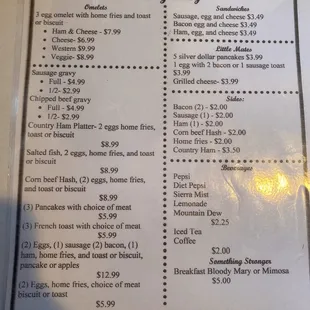 Omelets
3 egg omelet with home fries and toast
or biscuit
• Ham & Cheese - $7.99
• Cheese- $6.99
• Western $9.99
• Veggie- $8.99
Sausage gravy
• Full - $4.99
• 1/2- $2.99
Chipped beef gravy
• Full - $4.99
• 1/2- $2.99
Country Ham Platter- 2 eggs home fries,
toast or biscuit
$8.99
Salted fish, 2 eggs, home fries, and
toast or biscuit
$8.99
Corn beef Hash, (2) eggs, home fries,
and toast or biscuit
$8.99
(3) Pancakes with choice of meat
$5.99
(3) French toast with choice of meat
$5.99
(2) Eggs, (1) sausage (2) bacon, (1)
ham, home fries, and toast or biscuit,
pancake or apples
$12.99
(2) Eggs, home fries, choice of meat
biscuit or toast
$5.99
Sandwiches
Sausage, egg and cheese $3.49
Bacon egg and cheese $3.49
Ham, egg, and cheese $3.49
Little Mates
5 silver dollar pancakes $3.99
1 egg with 2 bacon or 1 sausage toast
$3.99
Grilled cheese- $3.99
Sides:
Bacon (2) - $2.00
Sausage (1) - $2.00
Ham (1) - $2.00
Corn beef Hash - $2.00
Home fries - $2.00
Country Ham - $3.50
Beverages
Pepsi
Diet Pepsi
Sierra Mist
Lemonade
Mountain Dew
$2.25
Iced Tea
Coffee
$2.00
Something Stronger
Breakfast Bloody Mary or Mimosa
$5.00